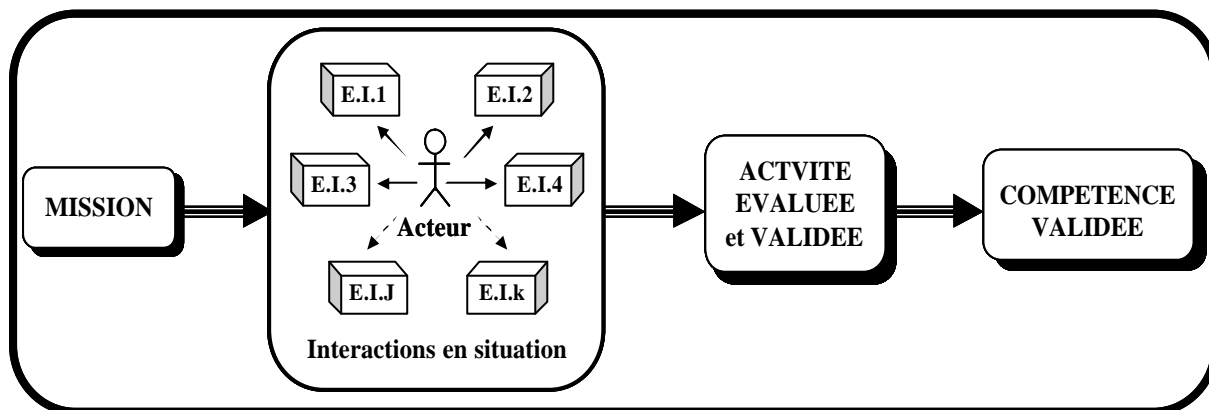 E.I.1
E.I.2
E.I.3
E.I.4
Acteur
E.I.J
E.I.k
Interactions en situation
MISSION
ACTVITE
EVALUEE
et VALIDEE
COMPETENCE
VALIDEE